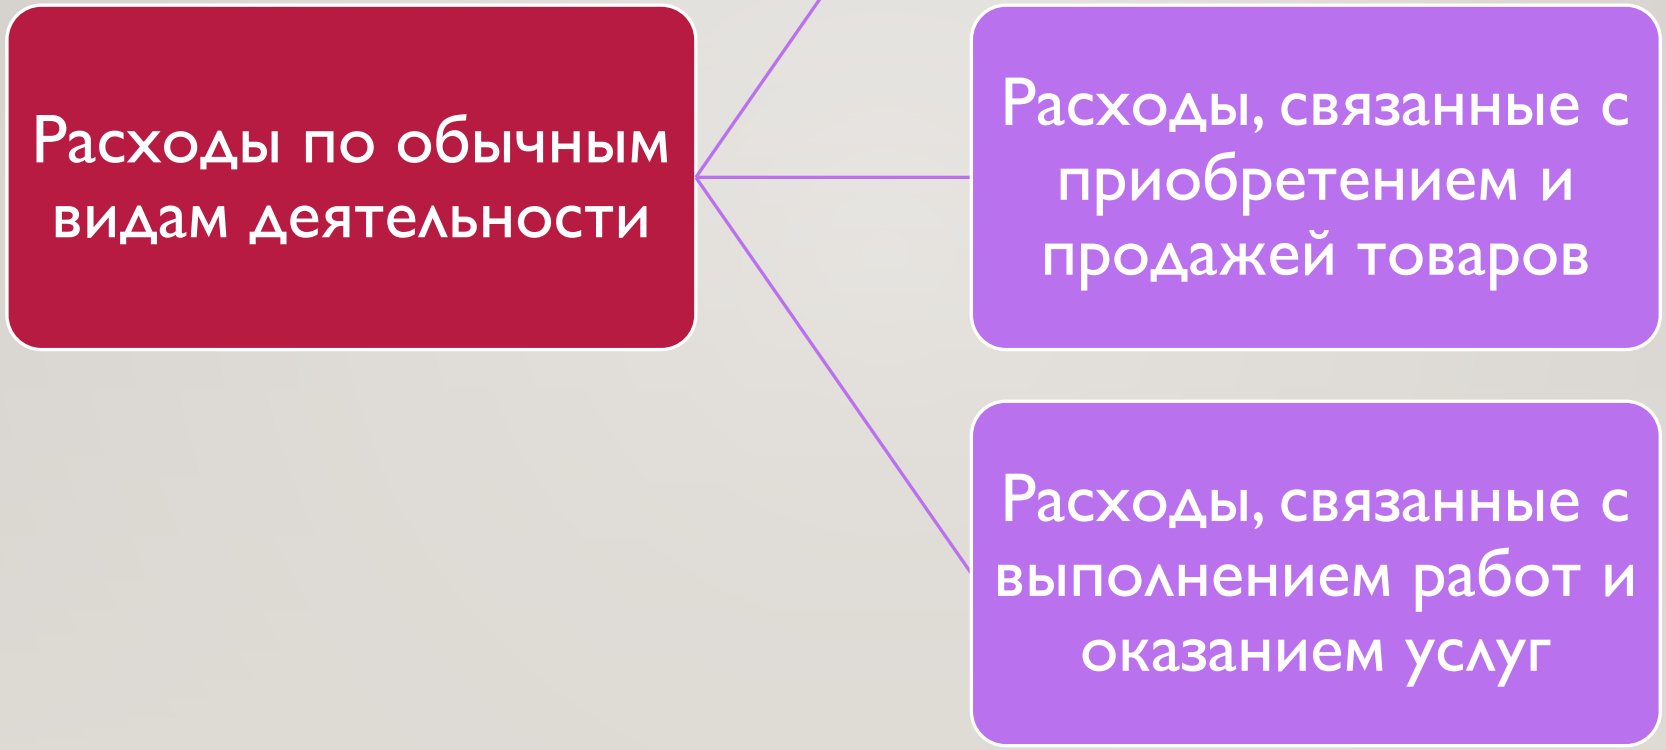 Расходы по обычным
видам деятельности
Расходы, связанные с
приобретением и
продажей товаров
Расходы, связанные с
выполнением работ и
оказанием услуг